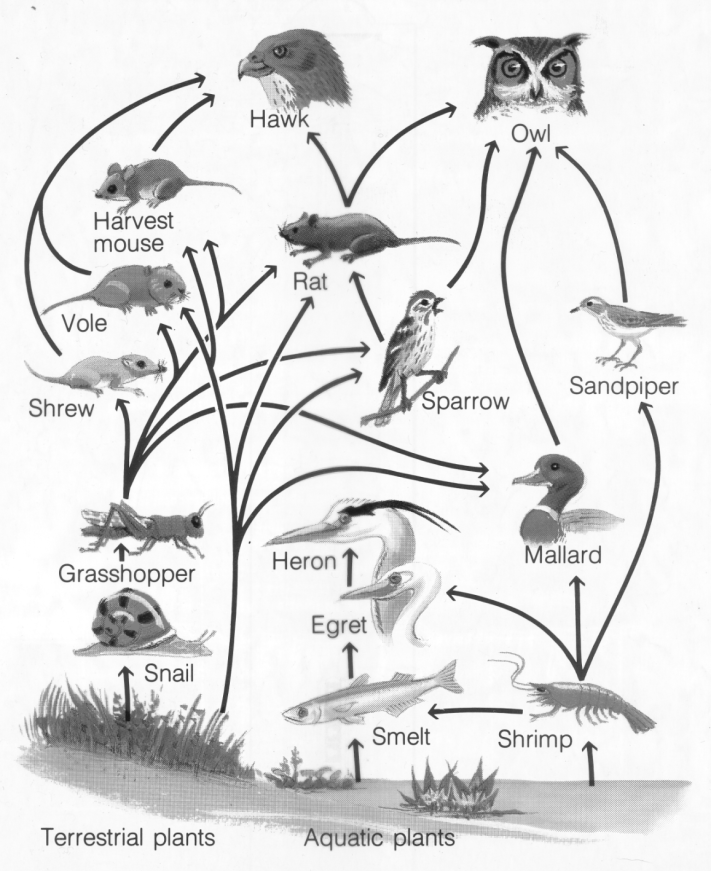 Hawk
Owl
Harvest
mouse
Rat
Vole
Shrew
Sparrow
Sandpiper
Grasshopper
Heron
Mallard
Egret
Snail
Smelt
Shrimp
Terrestrial plants
Aquatic plants